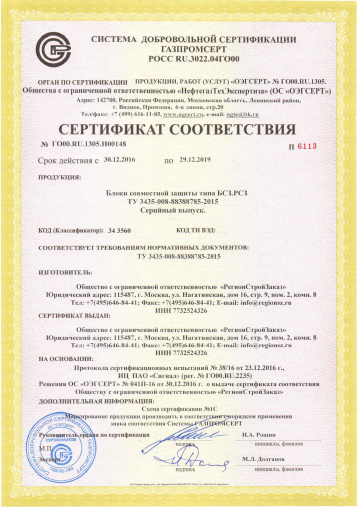 СИСТЕМА ДОБРОВОЛЬНОЙ СЕРТИФИКАЦИИ
ГАЗПРОМСЕРТ
РОСС RU.3022.04ГО00
ОРГАН ПО СЕРТИФИКАЦИИ ПРОДУКЦИИ, РАБОТ (УСЛУГ) «ОЭГСЕРТ» № ГО00.RU.1305.
Общества с ограниченной ответственностью «НефтегазТехЭкспертиза» (ОС «ОЭГСЕРТ»)
Адрес: 142700, Российская Федерация, Московская область, Ленинский район,
г. Видное, Промзона, 6-я линия, стр.20
Тел/факс: +7 (499) 616-11-85, www.ngsert.ru, e-mail: ngte@bk.ru
СЕРТИФИКАТ СООТВЕТСТВИЯ
№ ГО00.RU.1305.H00148
П 6113
Срок действия с 30.12.2016 по 29.12.2019
ПРОДУКЦИЯ:
Блоки совместной защиты типа БСЗ.РСЗ
ТУ 3435-008-88388785-2015
Серийный выпуск.
КОД (Классификатор): 34 3560 КОД ТН ВЭД:
СООТВЕТСТВУЕТ ТРЕБОВАНИЯМ НОРМАТИВНЫХ ДОКУМЕНТОВ:
ТУ 3435-008-88388785-2015
ИЗГОТОВИТЕЛЬ:
Общество с ограниченной ответственностью «РегионСтройЗаказ»
Юридический адрес: 115487, г. Москва, ул. Нагатинская, дом 16, стр. 9, пом. 2, комн. 8
Тел/Факс: +7(495)646-84-41; Факс: +7(495)646-84-41; E-mail: info@regionsz.ru
ИНН 7732524326
СЕРТИФИКАТ ВЫДАН:
Общество с ограниченной ответственностью «РегионСтройЗаказ»
Юридический адрес: 115487, г. Москва, ул. Нагатинская, дом 16, стр. 9, пом. 2, комн. 8
Тел/Факс: +7(495)646-84-41; Факс: +7(495)646-84-41; E-mail: info@regionsz.ru
ИНН 7732524326
НА ОСНОВАНИИ:
Протокола сертификационных испытаний № 38/16 от 23.12.2016 г.,
ИЦ ПАО «Сигнал» (рег. № ГО00.RU.2235)
Решения ОС «ОЭГСЕРТ» № 041П-16 от 30.12.2016 г. о выдаче сертификата соответствия
Обществу с ограниченной ответственностью «РегионСтройЗаказ»
ДОПОЛНИТЕЛЬНАЯ ИНФОРМАЦИЯ:
Схема сертификации №1С
Маркирование продукции производить в соответствии с порядком применения
знака соответствия Системы ГАЗПРОМСЕРТ
Руководитель органа по сертификации
И.А. Ронжин
инициалы, фамилия
М.П.
Эксперт
М.Л. Долганов
инициалы, фамилия